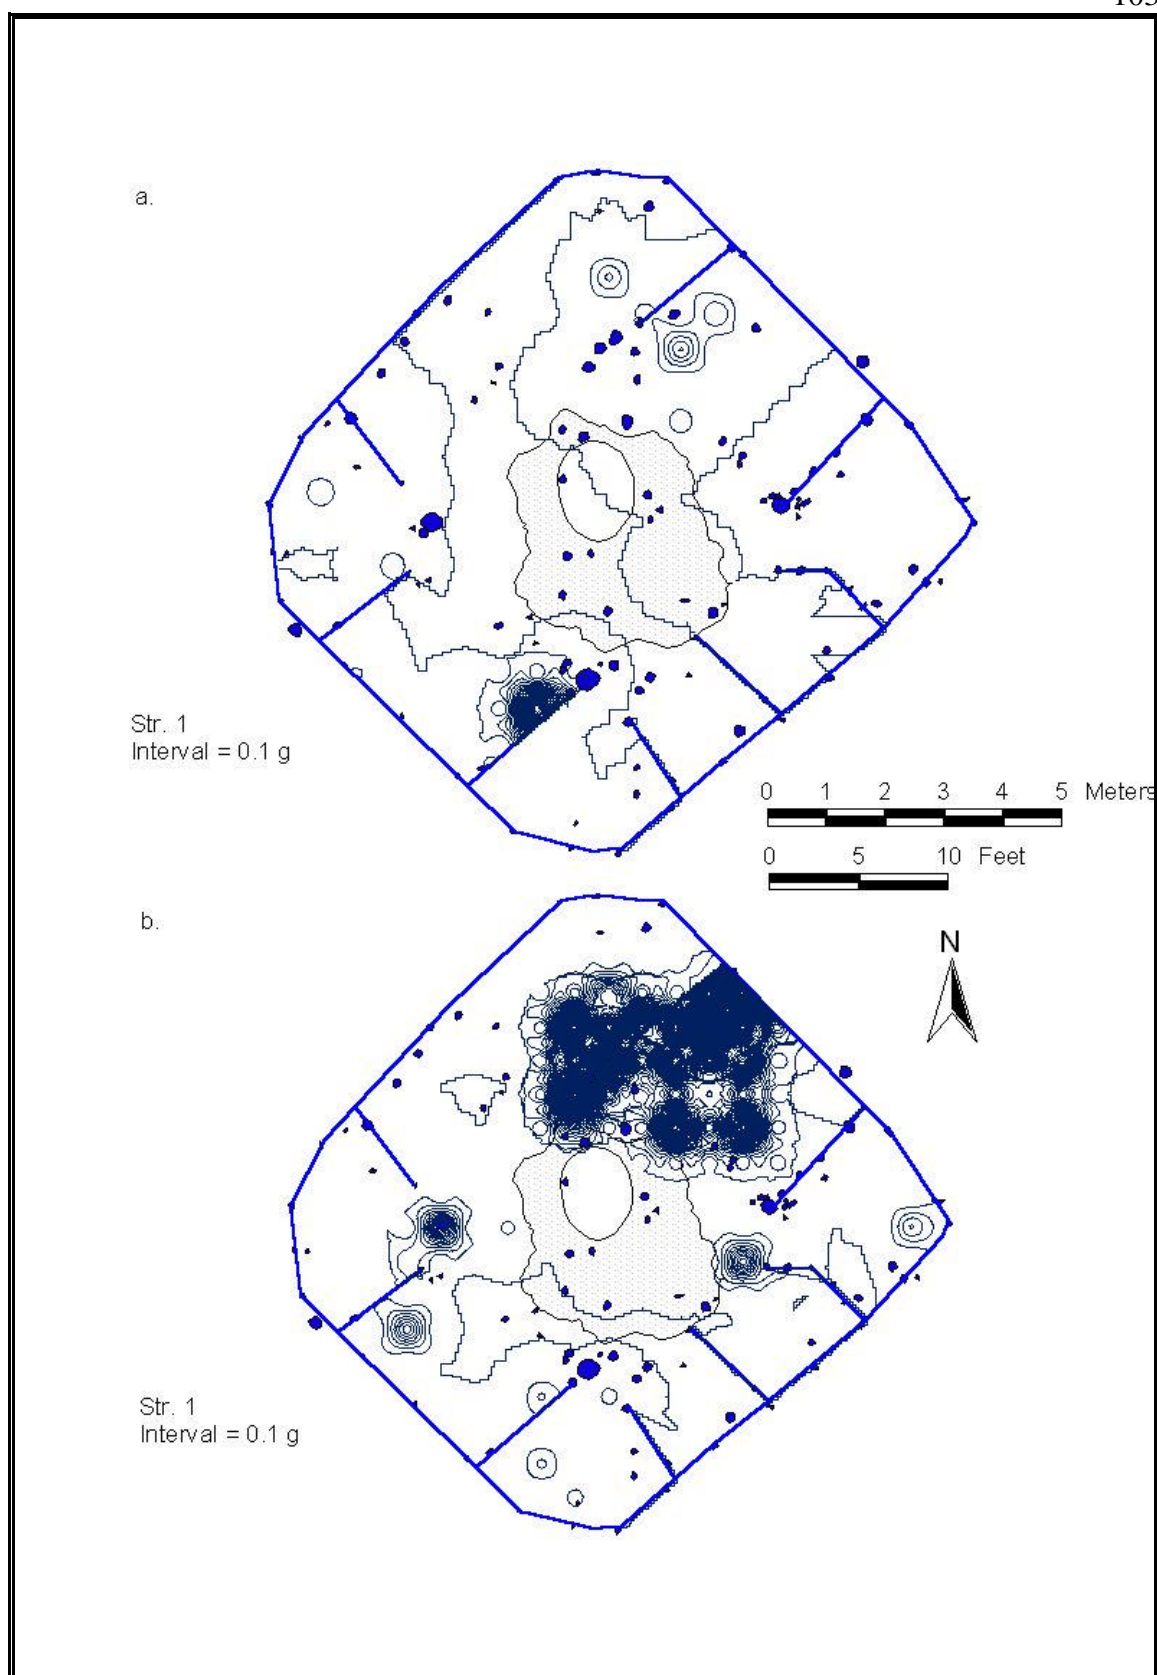 a.
Str. 1
Interval = 0.1 g
0 1 2 3 4 5 Meters
0 5 10 Feet
b.
N
Str. 1
Interval = 0.1 g